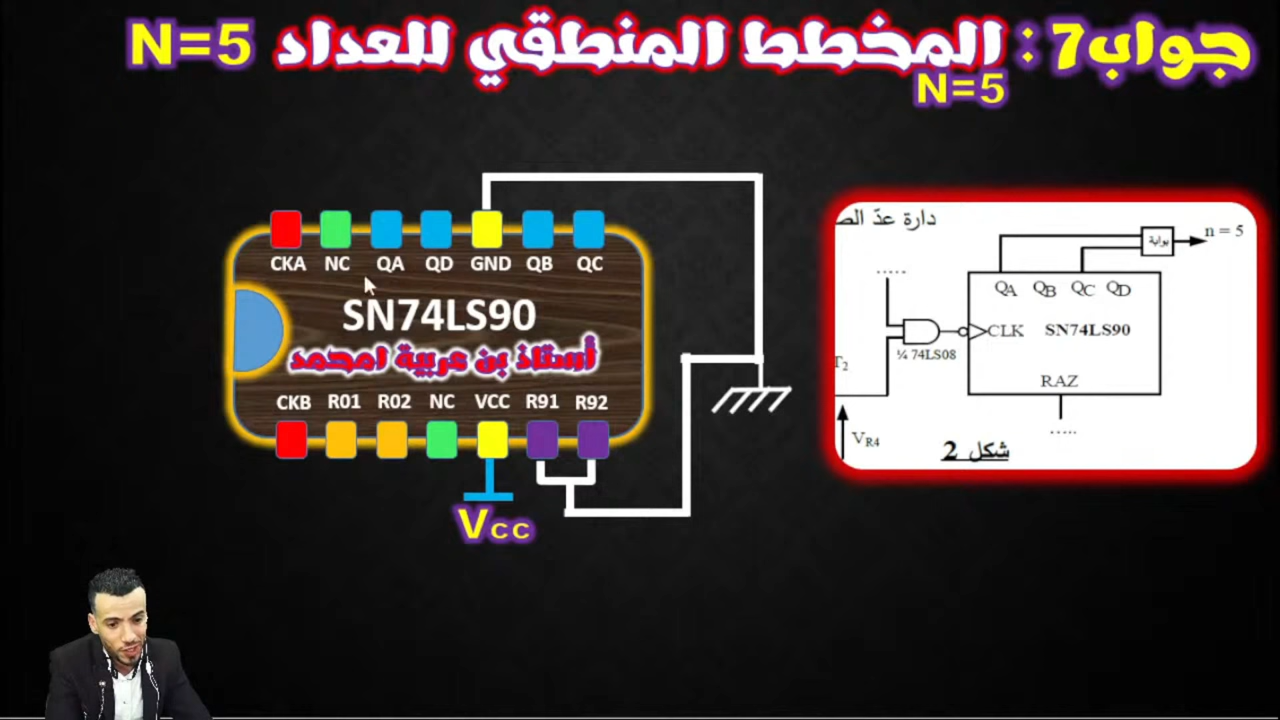 جواب7 : المخطط المنطقي للعداد N=5
N=5
CKA NC QA QD GND QB QC
SN74LS90
أستاذ بن عربية امحمد
CKB R01 R02 NC VCC R91 R92
Vcc
دارة عدّ الص
بوابة
n = 5
.....
QA QB QC QD
CLK SN74LS90
¼ 74LS08
T2
RAZ
VR4
.....
شكل 2